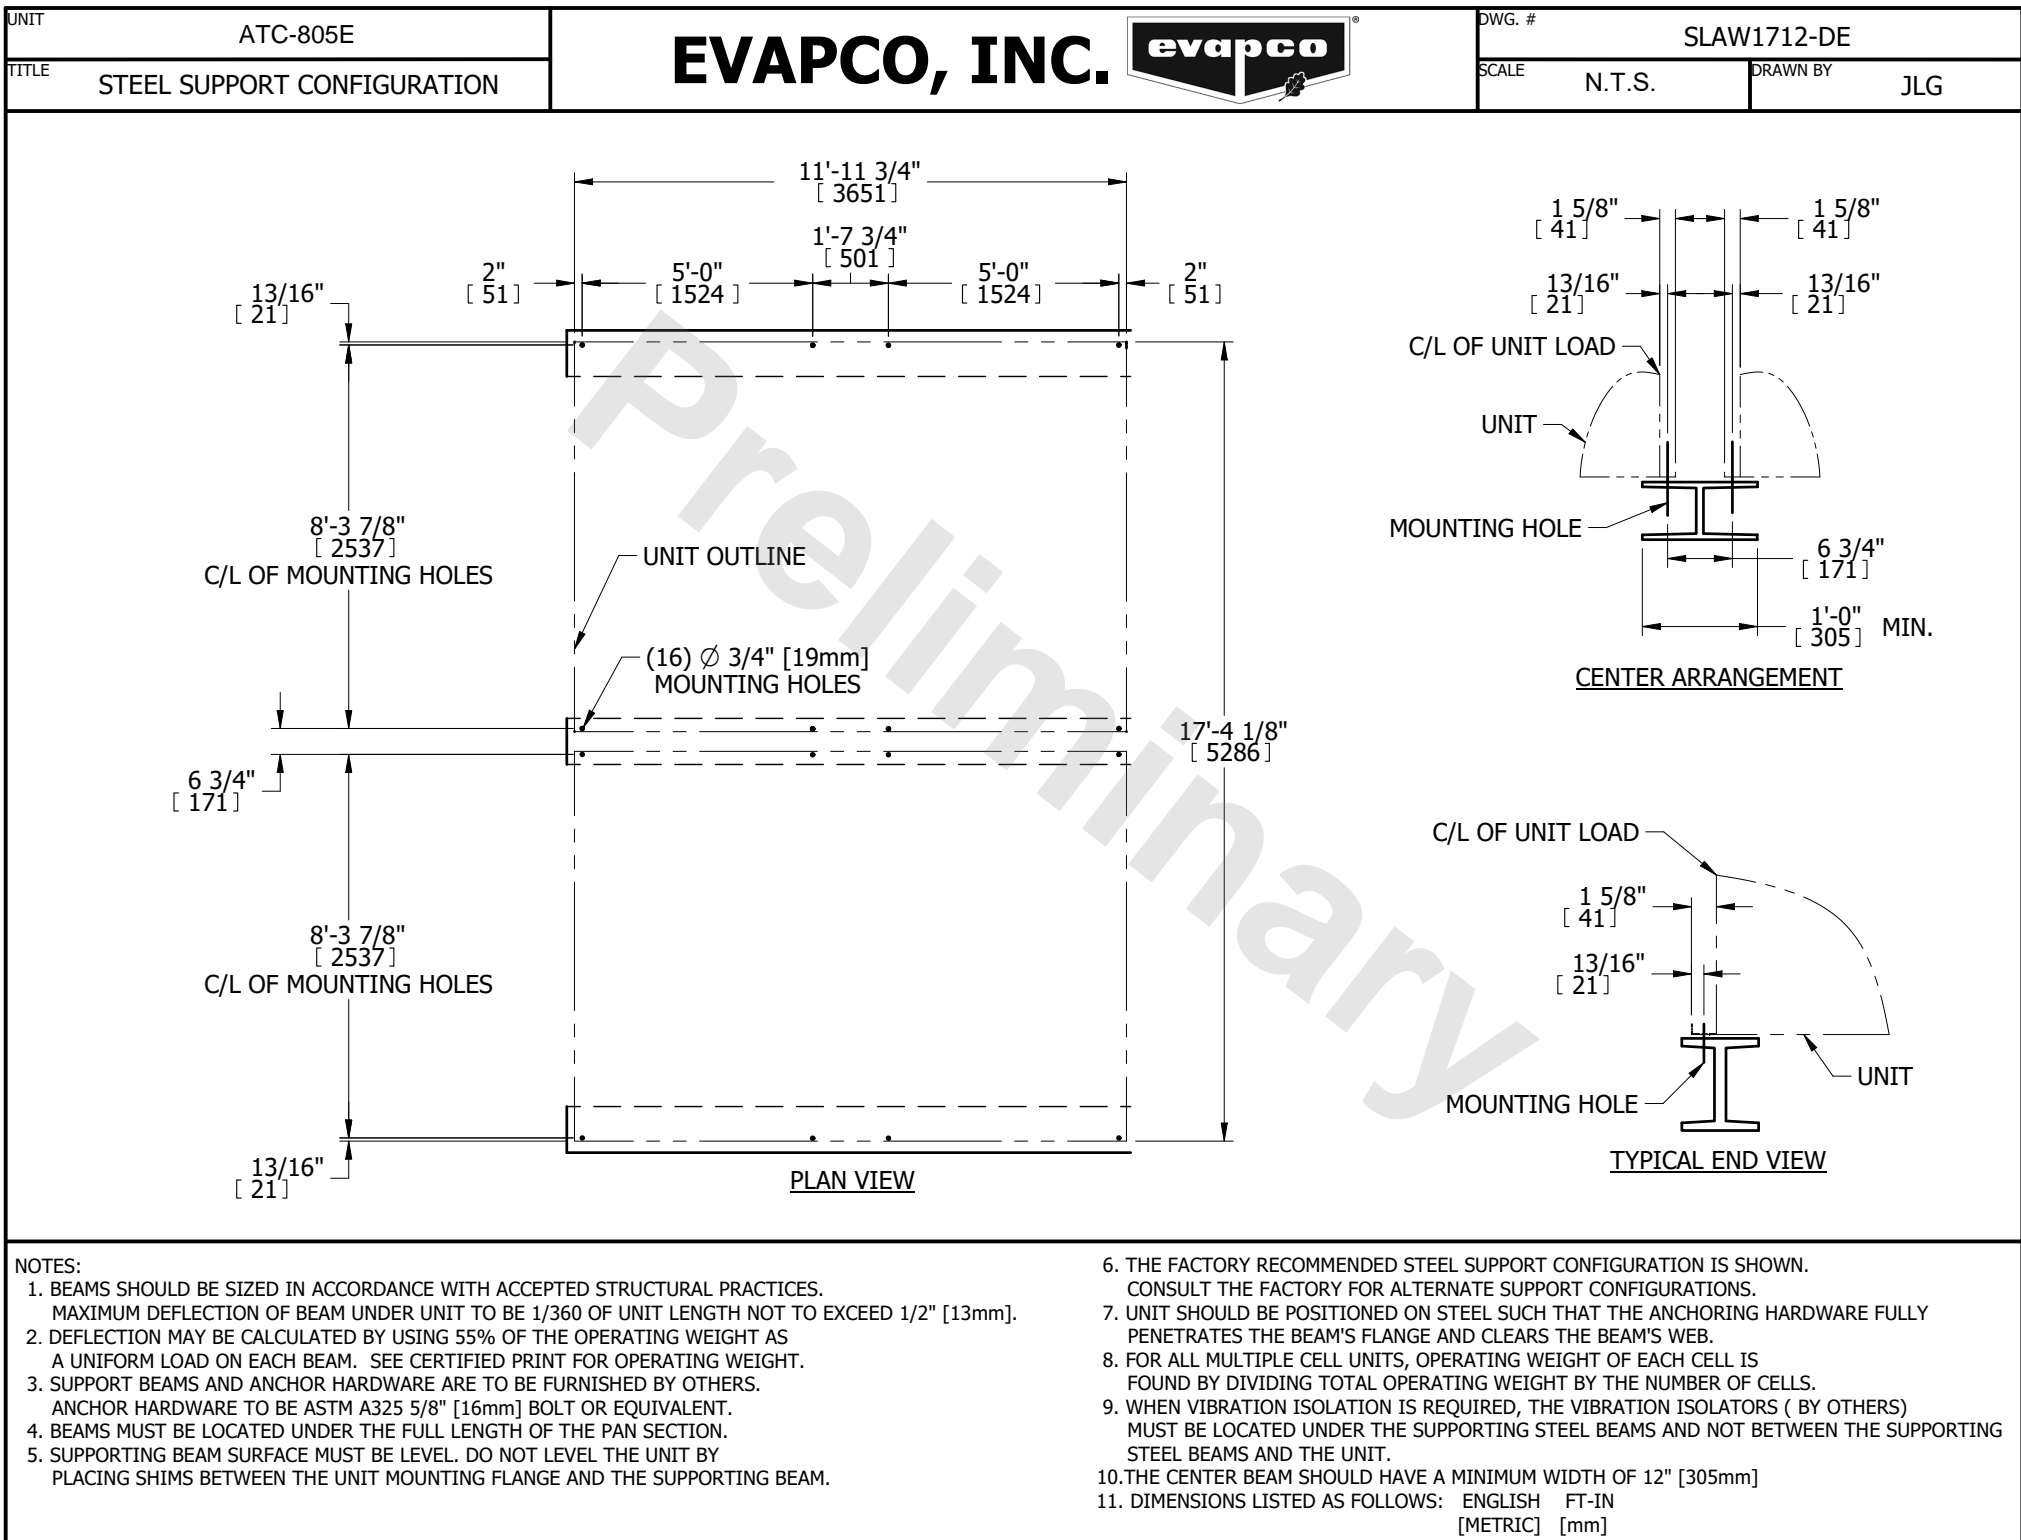 UNIT
ATC-805E
TITLE
STEEL SUPPORT CONFIGURATION
EVAPCO, INC.
evapco
®
DWG. #
SLAW1712-DE
SCALE
N.T.S.
DRAWN BY
JLG
11'-11 3/4"
[ 3651]
1'-7 3/4"
[ 501 ]
2"
[ 51]
5'-0"
[ 1524 ]
5'-0"
[ 1524]
2"
[ 51]
13/16"
[ 21]
8'-3 7/8"
[ 2537]
C/L OF MOUNTING HOLES
UNIT OUTLINE
(16) Ø 3/4" [19mm]
MOUNTING HOLES
6 3/4"
[ 171]
17'-4 1/8"
[ 5286]
8'-3 7/8"
[ 2537]
C/L OF MOUNTING HOLES
13/16"
[ 21]
PLAN VIEW
Preliminary
1 5/8"
[ 41]
1 5/8"
[ 41]
13/16"
[ 21]
13/16"
[ 21]
C/L OF UNIT LOAD
UNIT
MOUNTING HOLE
6 3/4"
[ 171]
1'-0"
[ 305]
MIN.
CENTER ARRANGEMENT
C/L OF UNIT LOAD
1 5/8"
[ 41]
13/16"
[ 21]
UNIT
MOUNTING HOLE
TYPICAL END VIEW
NOTES:
1. BEAMS SHOULD BE SIZED IN ACCORDANCE WITH ACCEPTED STRUCTURAL PRACTICES.
MAXIMUM DEFLECTION OF BEAM UNDER UNIT TO BE 1/360 OF UNIT LENGTH NOT TO EXCEED 1/2" [13mm].
2. DEFLECTION MAY BE CALCULATED BY USING 55% OF THE OPERATING WEIGHT AS
A UNIFORM LOAD ON EACH BEAM. SEE CERTIFIED PRINT FOR OPERATING WEIGHT.
3. SUPPORT BEAMS AND ANCHOR HARDWARE ARE TO BE FURNISHED BY OTHERS.
ANCHOR HARDWARE TO BE ASTM A325 5/8" [16mm] BOLT OR EQUIVALENT.
4. BEAMS MUST BE LOCATED UNDER THE FULL LENGTH OF THE PAN SECTION.
5. SUPPORTING BEAM SURFACE MUST BE LEVEL. DO NOT LEVEL THE UNIT BY
PLACING SHIMS BETWEEN THE UNIT MOUNTING FLANGE AND THE SUPPORTING BEAM.
6. THE FACTORY RECOMMENDED STEEL SUPPORT CONFIGURATION IS SHOWN.
CONSULT THE FACTORY FOR ALTERNATE SUPPORT CONFIGURATIONS.
7. UNIT SHOULD BE POSITIONED ON STEEL SUCH THAT THE ANCHORING HARDWARE FULLY
PENETRATES THE BEAM'S FLANGE AND CLEARS THE BEAM'S WEB.
8. FOR ALL MULTIPLE CELL UNITS, OPERATING WEIGHT OF EACH CELL IS
FOUND BY DIVIDING TOTAL OPERATING WEIGHT BY THE NUMBER OF CELLS.
9. WHEN VIBRATION ISOLATION IS REQUIRED, THE VIBRATION ISOLATORS ( BY OTHERS)
MUST BE LOCATED UNDER THE SUPPORTING STEEL BEAMS AND NOT BETWEEN THE SUPPORTING
STEEL BEAMS AND THE UNIT.
10.THE CENTER BEAM SHOULD HAVE A MINIMUM WIDTH OF 12" [305mm]
11. DIMENSIONS LISTED AS FOLLOWS: ENGLISH FT-IN
[METRIC] [mm]